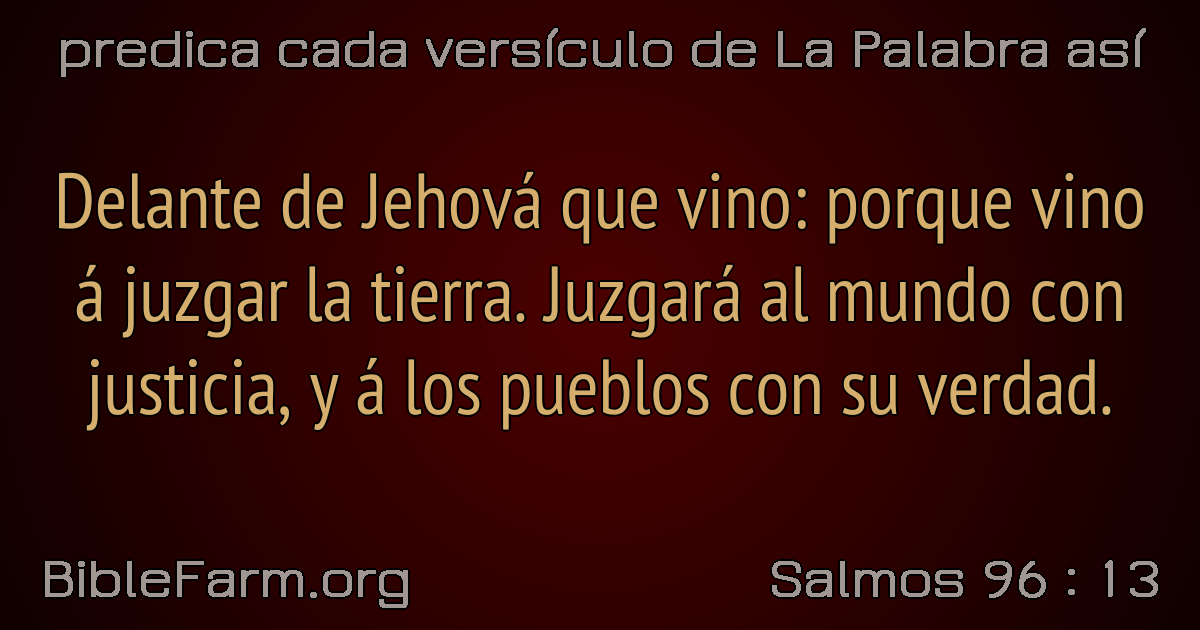 predica cada versículo de La Palabra así
Delante de Jehová que vino: porque vino
á juzgar la tierra. Juzgará al mundo con
justicia, y á los pueblos con su verdad.
BibleFarm.org
Salmos 96 : 13